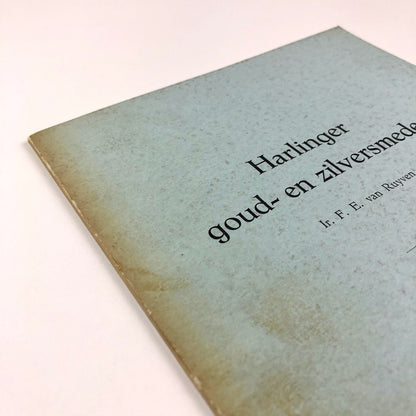 Harlinger
goud- en zilversmede
Ir. F. E. van Ruyven